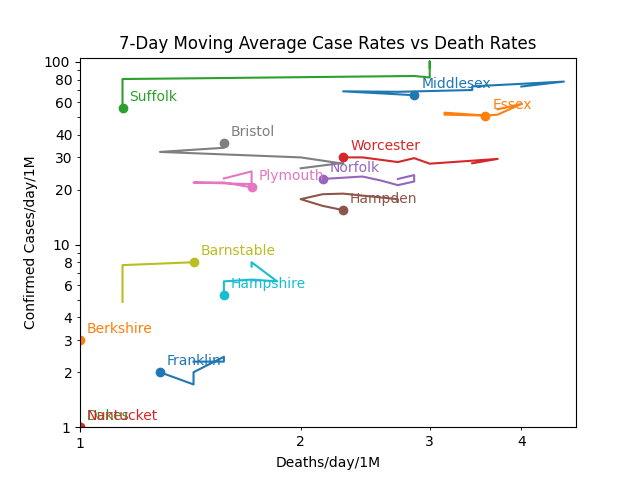 7-Day Moving Average Case Rates vs Death Rates
100
80
60
40
30
20
10
8
6
4
3
2
1
Confirmed Cases/day/1M
Middlesex
Suffolk
Essex
Bristol
Worcester
Norfolk
Plymouth
Hampden
Barnstable
Hampshire
Berkshire
Franklin
Nantucket
1
2
3
4
Deaths/day/1M